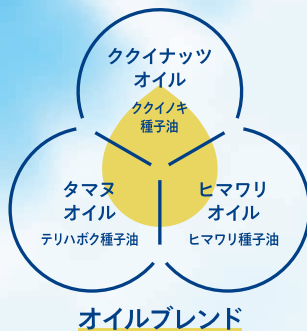 ククイナッツ
オイル
ククイノキ
種子油
タマヌ
オイル
テリハボク種子油
ヒマワリ
オイル
ヒマワリ種子油
オイルブレンド